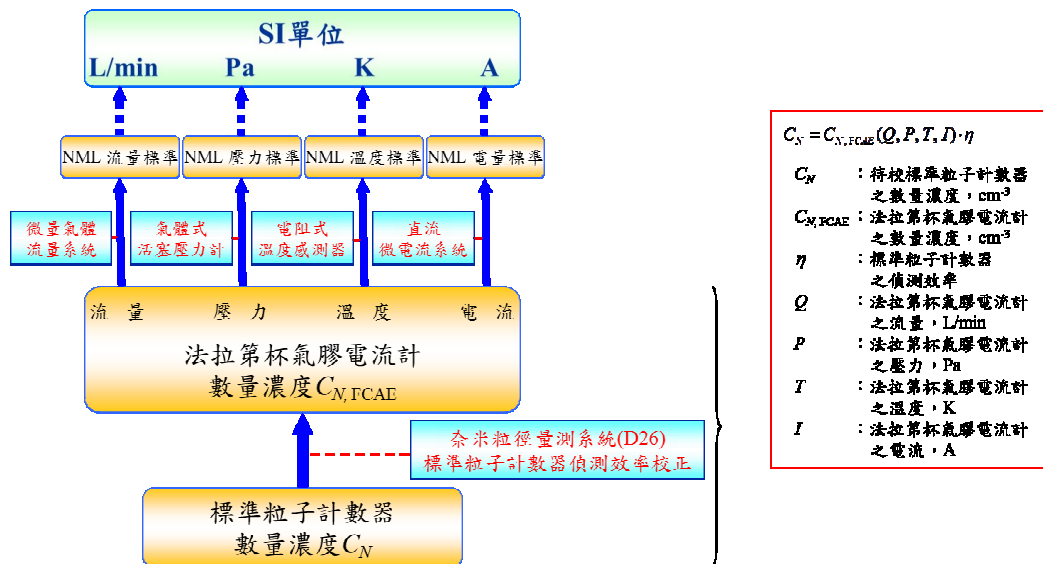 SI單位
L/min Pa K A
NML 流量標準 NML 壓力標準 NML 溫度標準 NML 電量標準
微量氣體
流量系統
氣體式
活塞壓力計
電阻式
溫度感測器
直流
微電流系統
流 量 壓 力 溫 度 電 流
法拉第杯氣膠電流計
數量濃度C_{N, FCAE}
奈米粒徑量測系統(D26)
標準粒子計數器偵測效率校正
標準粒子計數器
數量濃度C_N
C_N = C_{N, FCAE}(Q, P, T, I)·η
C_N :待校標準粒子計數器
之數量濃度,cm⁻³
C_{N, FCAE} :法拉第杯氣膠電流計
之數量濃度,cm⁻³
η :標準粒子計數器
之偵測效率
Q :法拉第杯氣膠電流計
之流量,L/min
P :法拉第杯氣膠電流計
之壓力,Pa
T :法拉第杯氣膠電流計
之溫度,K
I :法拉第杯氣膠電流計
之電流,A